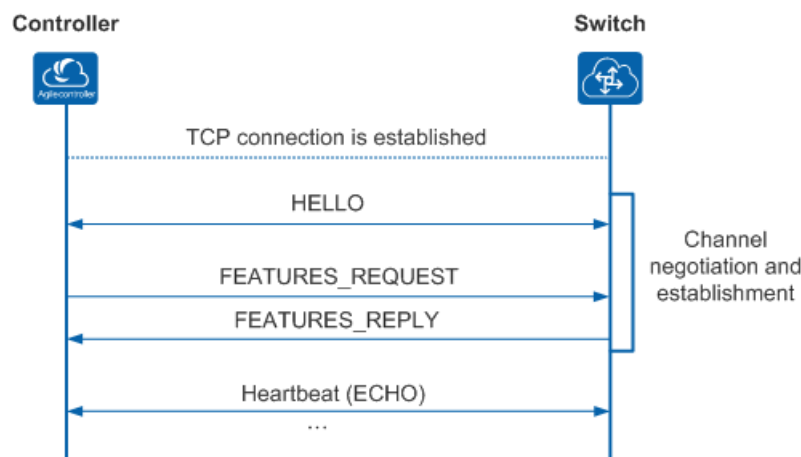 Controller
Switch
Agilecontroller
TCP connection is established
HELLO
Channel
negotiation and
establishment
FEATURES_REQUEST
FEATURES_REPLY
Heartbeat (ECHO)
...